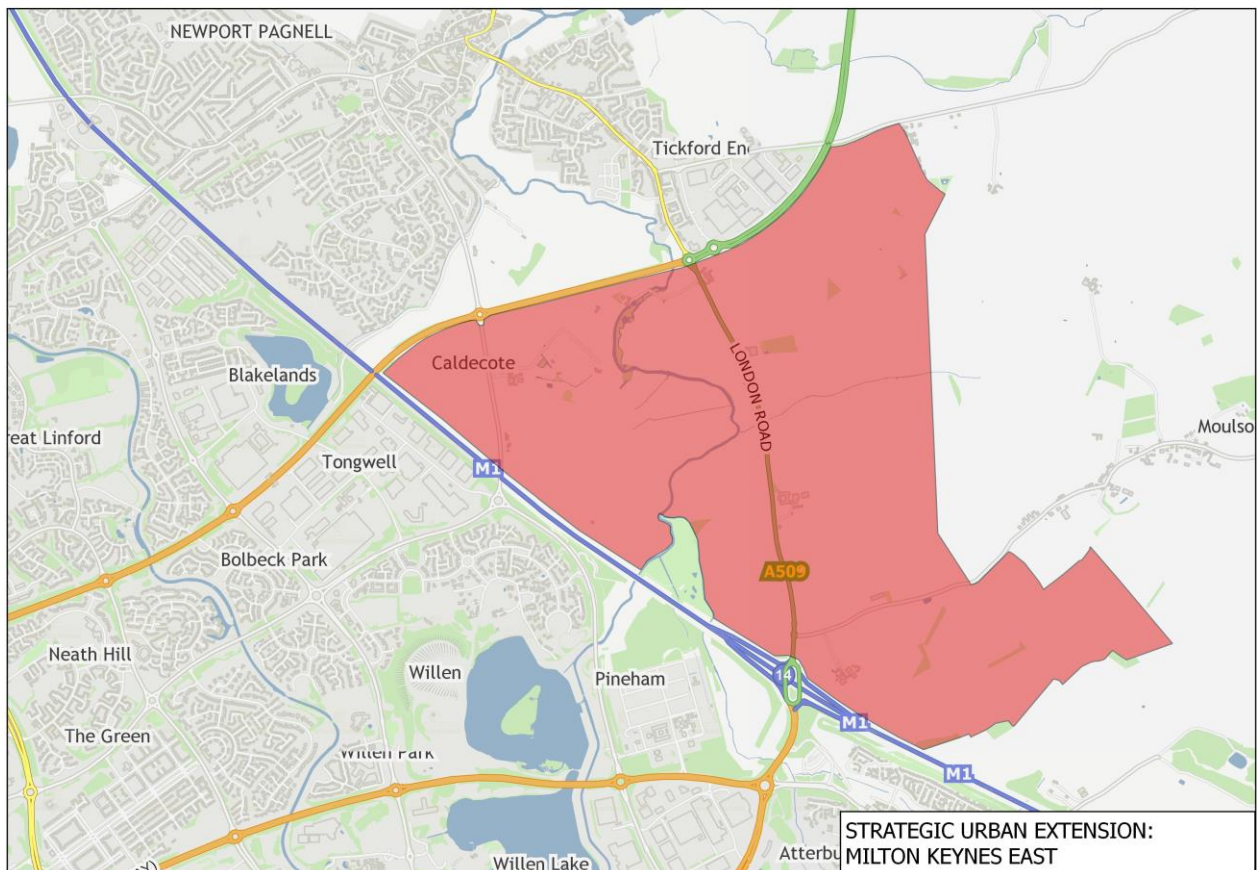 NEWPORT PAGNELL
Tickford En
Caldecote
Blakelands
LONDON ROAD
reat Linford
Moulso
Tongwell
M1
Bolbeck Park
A509
Neath Hill
Willen
Pineham
14
M1
The Green
Willen Park
M1
Willen Lake
Atterbu
STRATEGIC URBAN EXTENSION:
MILTON KEYNES EAST